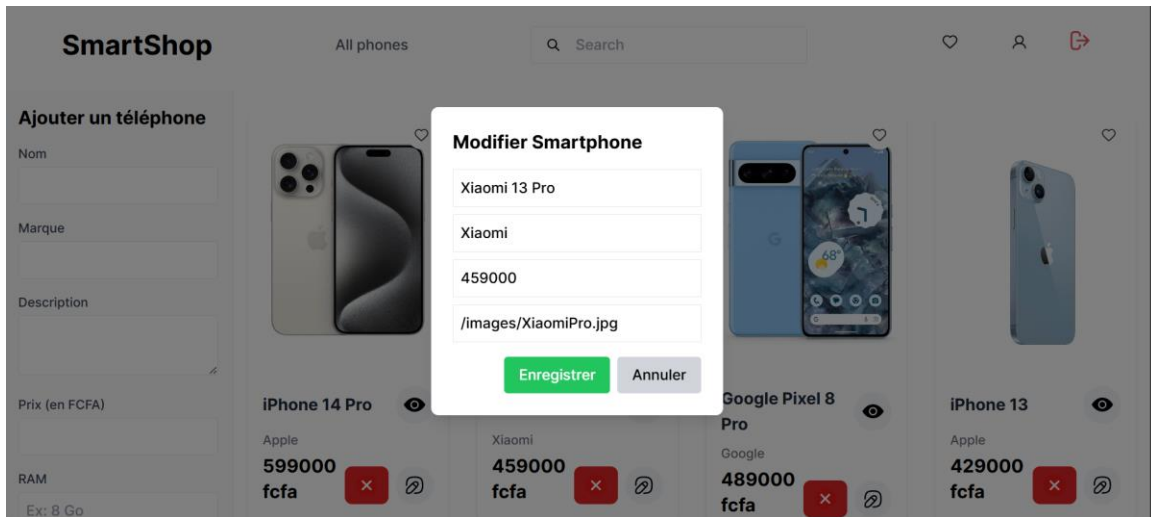 SmartShop
All phones
Search
Ajouter un téléphone
Nom
Marque
Description
Prix (en FCFA)
RAM
Ex: 8 Go
Modifier Smartphone
Xiaomi 13 Pro
Xiaomi
459000
/images/XiaomiPro.jpg
Enregistrer
Annuler
iPhone 14 Pro
Apple
599000
fcfa
Xiaomi
459000
fcfa
68°
Google Pixel 8
Pro
Google
489000
fcfa
iPhone 13
Apple
429000
fcfa